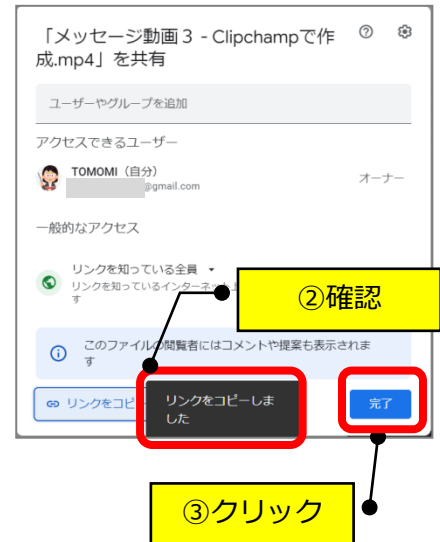 「メッセージ動画３ - Clipchampで作
成.mp4」を共有
ユーザーやグループを追加
アクセスできるユーザー
TOMOMI（自分）
@gmail.com
オーナー
一般的なアクセス
リンクを知っている全員
リンクを知っているインターネット上
す
②確認
このファイルの閲覧者にはコメントや提案も表示されま
す
リンクをコピ
リンクをコピーしま
した
完了
③クリック